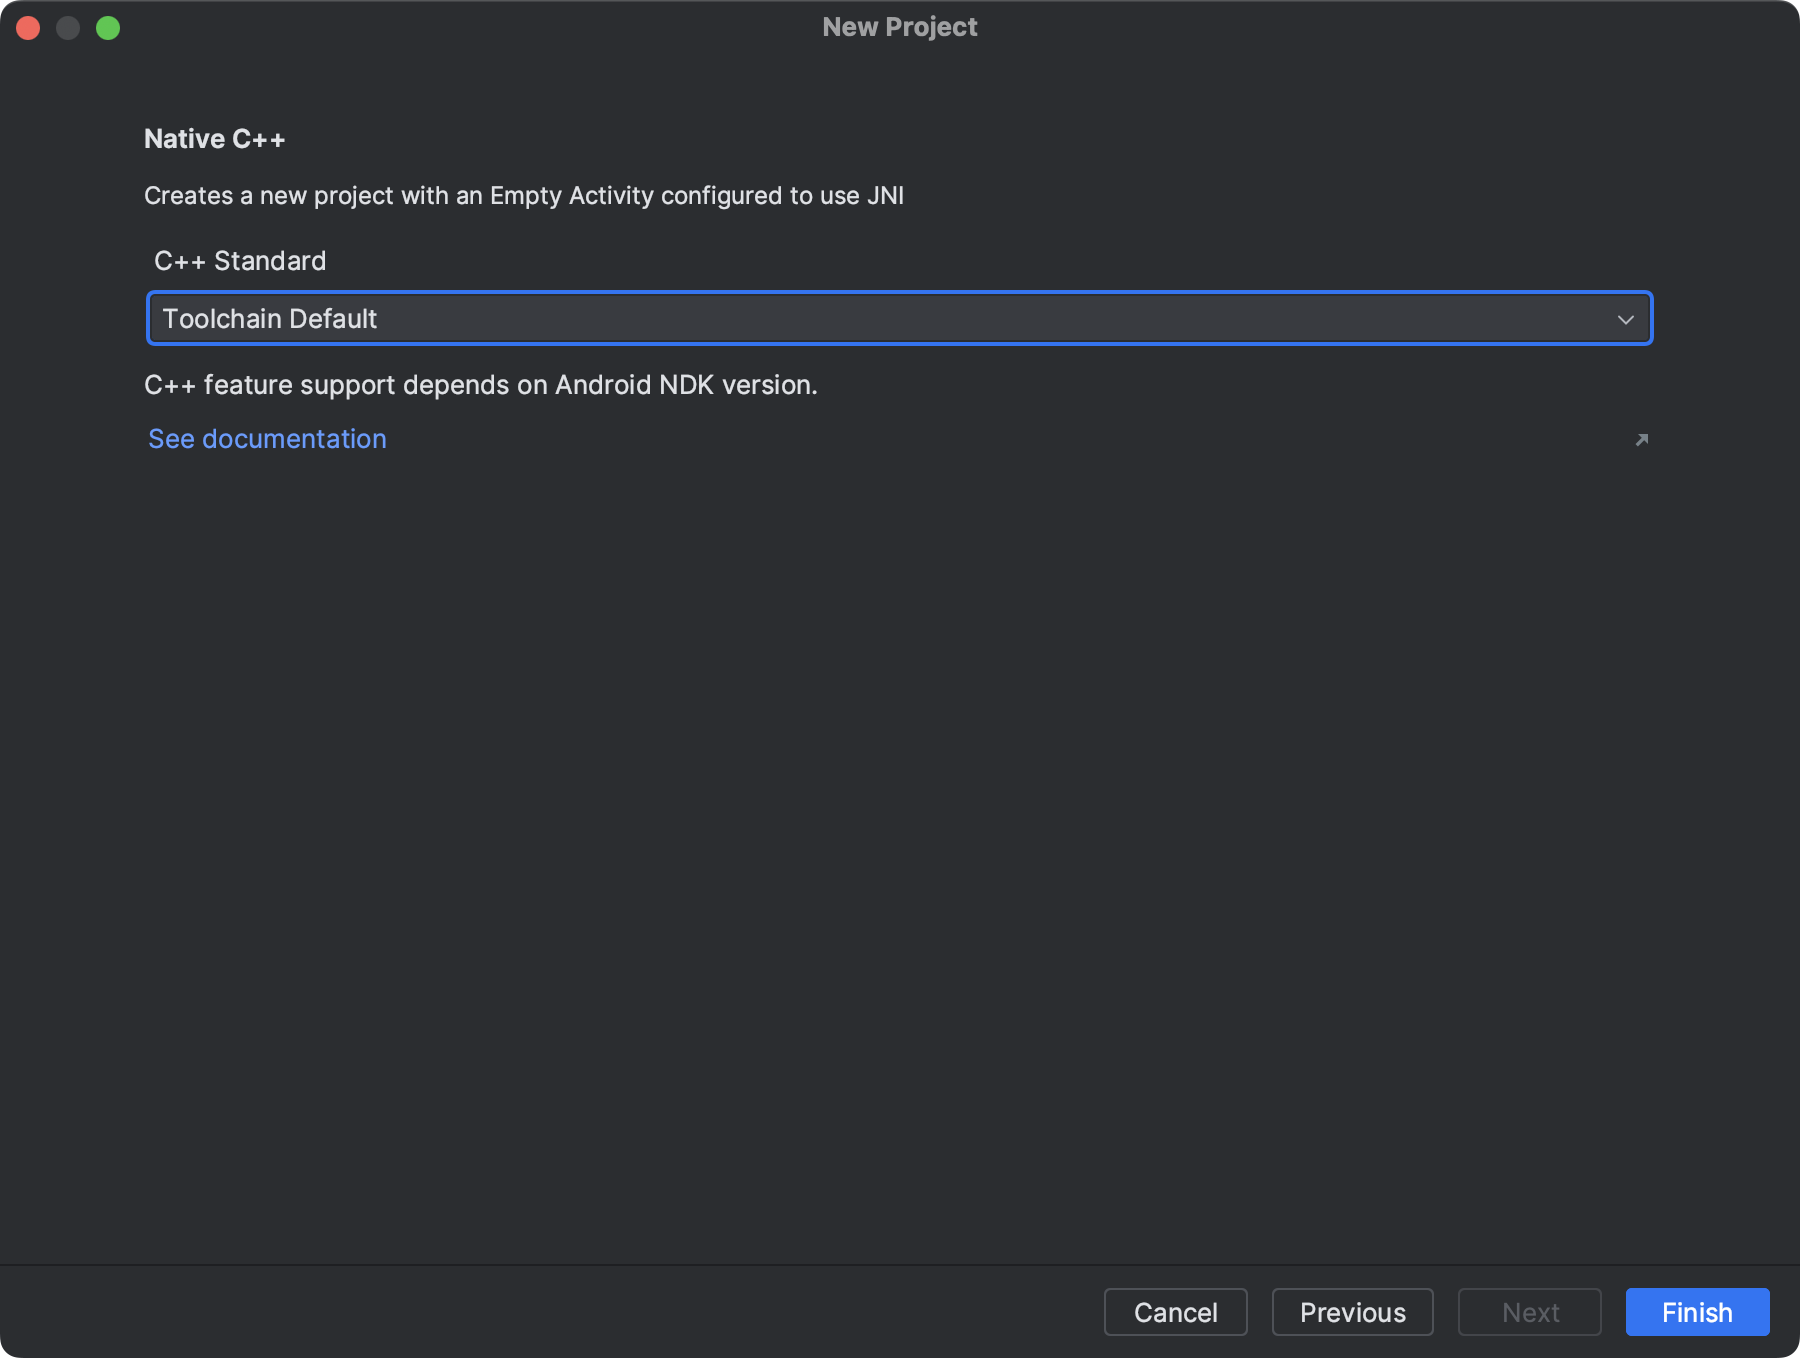 New Project
Native C++
Creates a new project with an Empty Activity configured to use JNI
C++ Standard
Toolchain Default
C++ feature support depends on Android NDK version.
See documentation
Cancel
Previous
Next
Finish